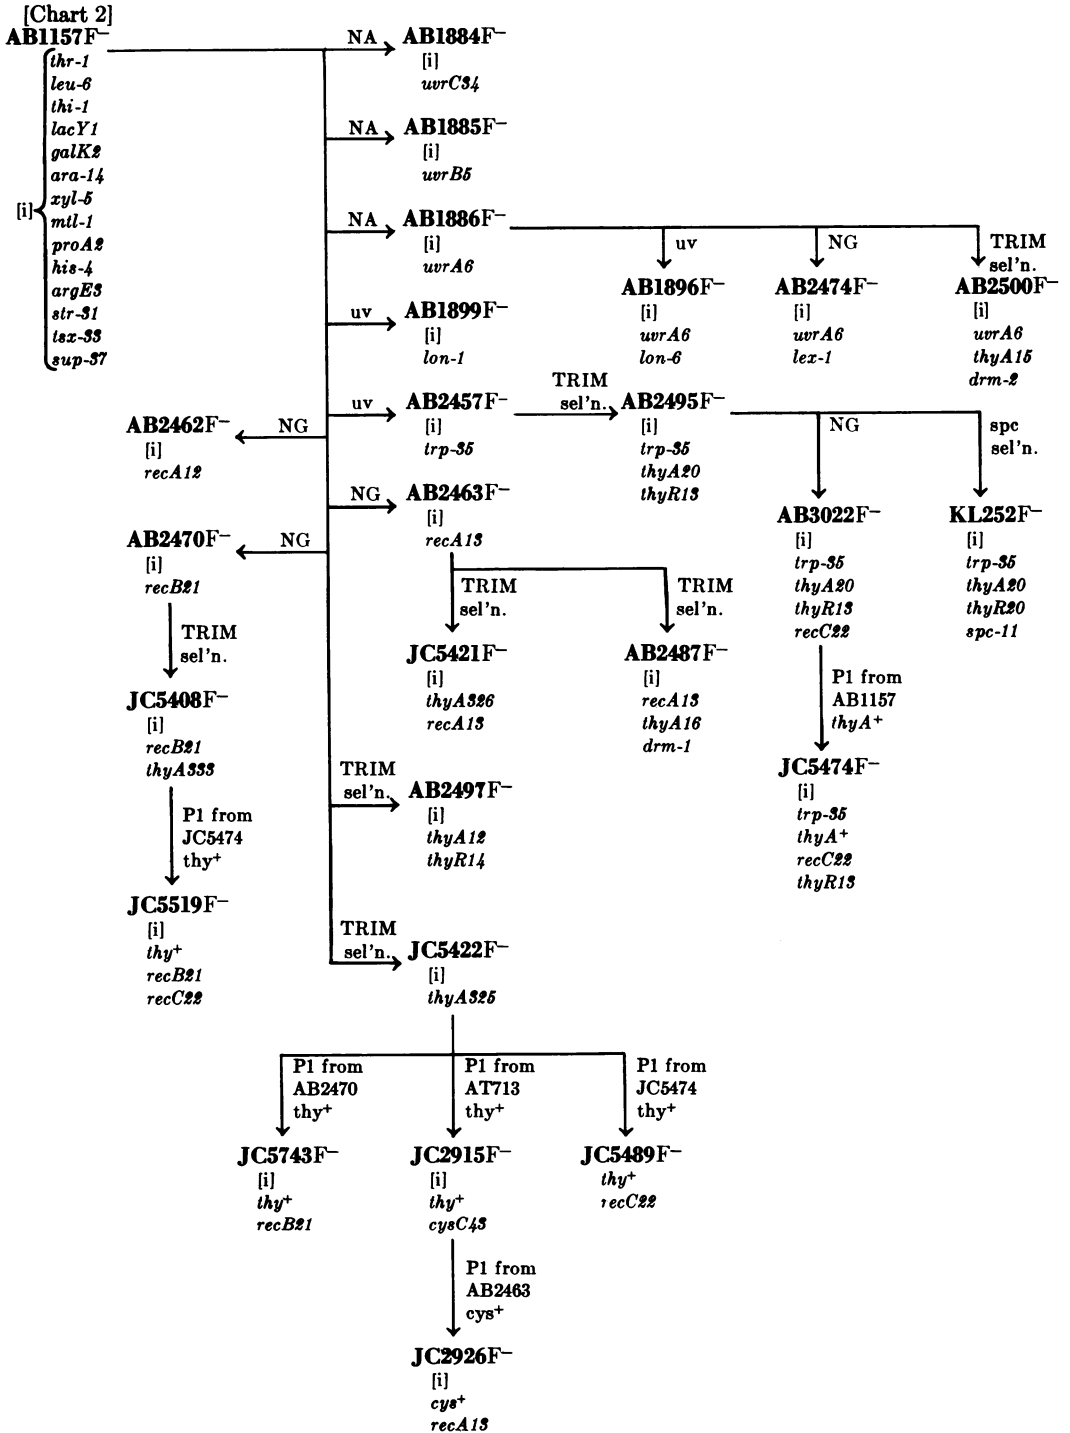 [Chart 2]
AB1157F−
[i]
thr-1
leu-6
thi-1
lacY1
galK2
ara-14
xyl-5
mtl-1
proA2
his-4
argE3
str-31
tsx-33
sup-37
NA
AB1884F−
[i]
uvrC34
NA
AB1885F−
[i]
uvrB5
NA
AB1886F−
[i]
uvrA6
uv
AB1896F−
[i]
uvrA6
lon-6
NG
AB2474F−
[i]
uvrA6
lex-1
TRIM
sel'n.
AB2500F−
[i]
uvrA6
thyA15
drm-2
uv
AB1899F−
[i]
lon-1
uv
AB2457F−
[i]
trp-35
TRIM
sel'n.
AB2495F−
[i]
trp-35
thyA20
thyR13
NG
AB3022F−
[i]
trp-35
thyA20
thyR13
recC22
spc
sel'n.
KL252F−
[i]
trp-35
thyA20
thyR20
spc-11
P1 from
AB1157
thyA+
JC5474F−
[i]
trp-35
thyA+
recC22
thyR13
NG
AB2462F−
[i]
recA12
NG
AB2463F−
[i]
recA13
TRIM
sel'n.
JC5421F−
[i]
thyA326
recA13
TRIM
sel'n.
AB2487F−
[i]
recA13
thyA16
drm-1
NG
AB2470F−
[i]
recB21
TRIM
sel'n.
JC5408F−
[i]
recB21
thyA333
P1 from
JC5474
thy+
JC5519F−
[i]
thy+
recB21
recC22
TRIM
sel'n.
AB2497F−
[i]
thyA12
thyR14
TRIM
sel'n.
JC5422F−
[i]
thyA325
P1 from
AB2470
thy+
JC5743F−
[i]
thy+
recB21
P1 from
AT713
thy+
JC2915F−
[i]
thy+
cysC43
P1 from
JC5474
thy+
JC5489F−
thy+
recC22
P1 from
AB2463
cys+
JC2926F−
[i]
cys+
recA13